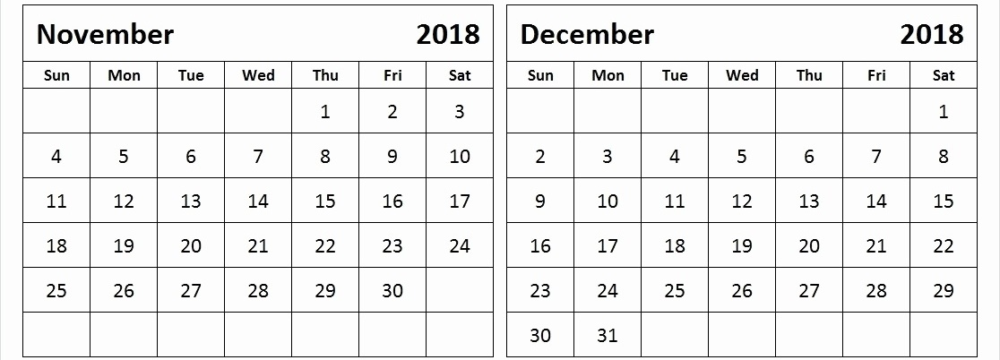 November 2018
Sun Mon Tue Wed Thu Fri Sat
1 2 3
4 5 6 7 8 9 10
11 12 13 14 15 16 17
18 19 20 21 22 23 24
25 26 27 28 29 30
December 2018
Sun Mon Tue Wed Thu Fri Sat
1
2 3 4 5 6 7 8
9 10 11 12 13 14 15
16 17 18 19 20 21 22
23 24 25 26 27 28 29
30 31